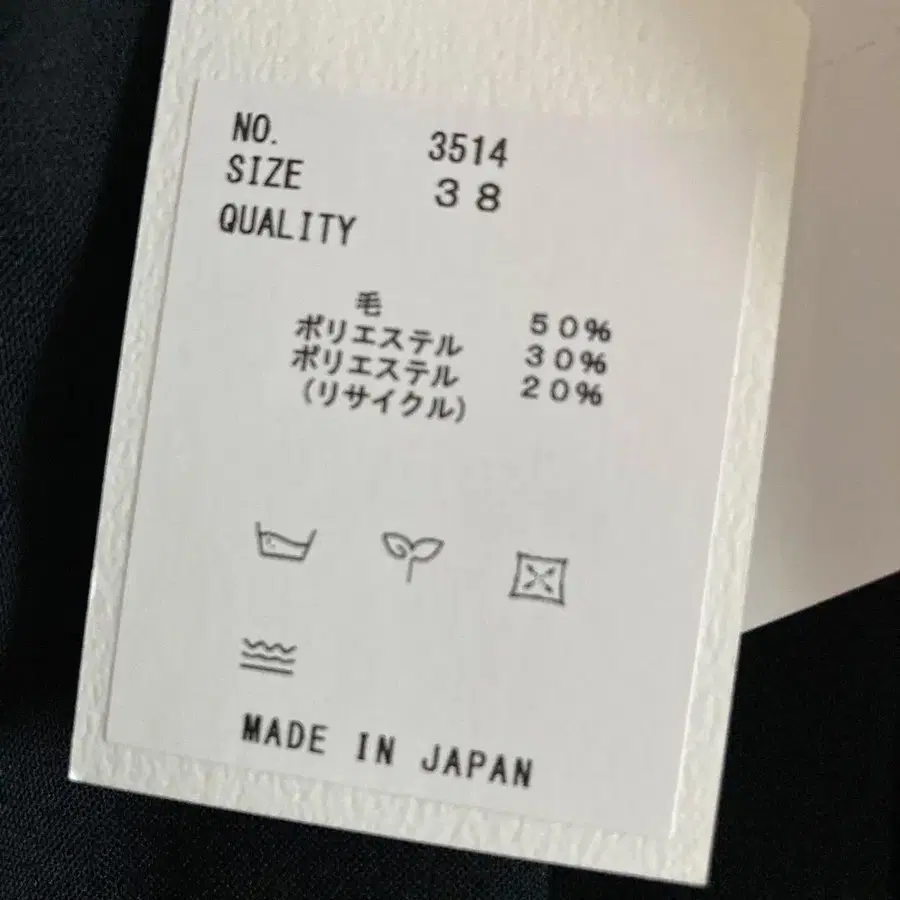 NO. 3514
SIZE 38
QUALITY
毛 50%
ポリエステル 30%
ポリエステル 20%
(リサイクル)
MADE IN JAPAN